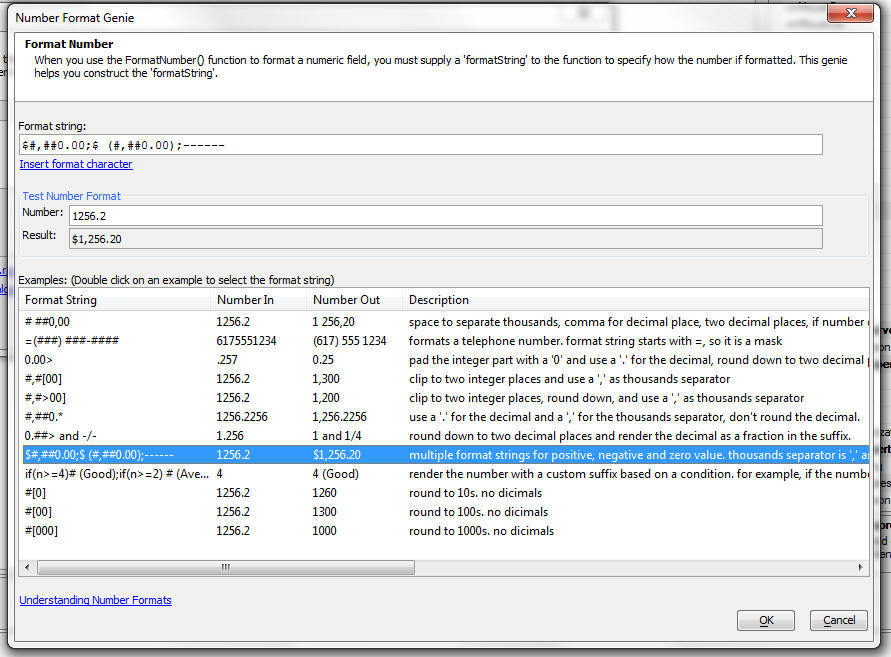 Number Format Genie
Format Number
When you use the FormatNumber() function to format a numeric field, you must supply a 'formatString' to the function to specify how the number if formatted. This genie
helps you construct the 'formatString'.
Format string:
$#,##0.00;$ (#,##0.00);------
Insert format character
Test Number Format
Number: 1256.2
Result: $1,256.20
Examples: (Double click on an example to select the format string)
Format String Number In Number Out Description
# ##0,00 1256.2 1 256,20 space to separate thousands, comma for decimal place, two decimal places, if number
=(###) ###-#### 6175551234 (617) 555 1234 formats a telephone number. format string starts with =, so it is a mask
0.00> .257 0.25 pad the integer part with a '0' and use a '.' for the decimal, round down to two decimal
#,#[00] 1256.2 1,300 clip to two integer places and use a ',' as thousands separator
#,#>00] 1256.2 1,200 clip to two integer places, round down, and use a ',' as thousands separator
#,##0.* 1256.2256 1,256.2256 use a '.' for the decimal and a ',' for the thousands separator, don't round the decimal.
0.##> and -/- 1.256 1 and 1/4 round down to two decimal places and render the decimal as a fraction in the suffix.
$#,##0.00;$ (#,##0.00);------ 1256.2 $1,256.20 multiple format strings for positive, negative and zero value. thousands separator is ','
if(n>=4)# (Good);if(n>=2) # (Ave... 4 4 (Good) render the number with a custom suffix based on a condition. for example, if the number
#[0] 1256.2 1260 round to 10s. no dicimals
#[00] 1256.2 1300 round to 100s. no dicimals
#[000] 1256.2 1000 round to 1000s. no dicimals
Understanding Number Formats
OK Cancel